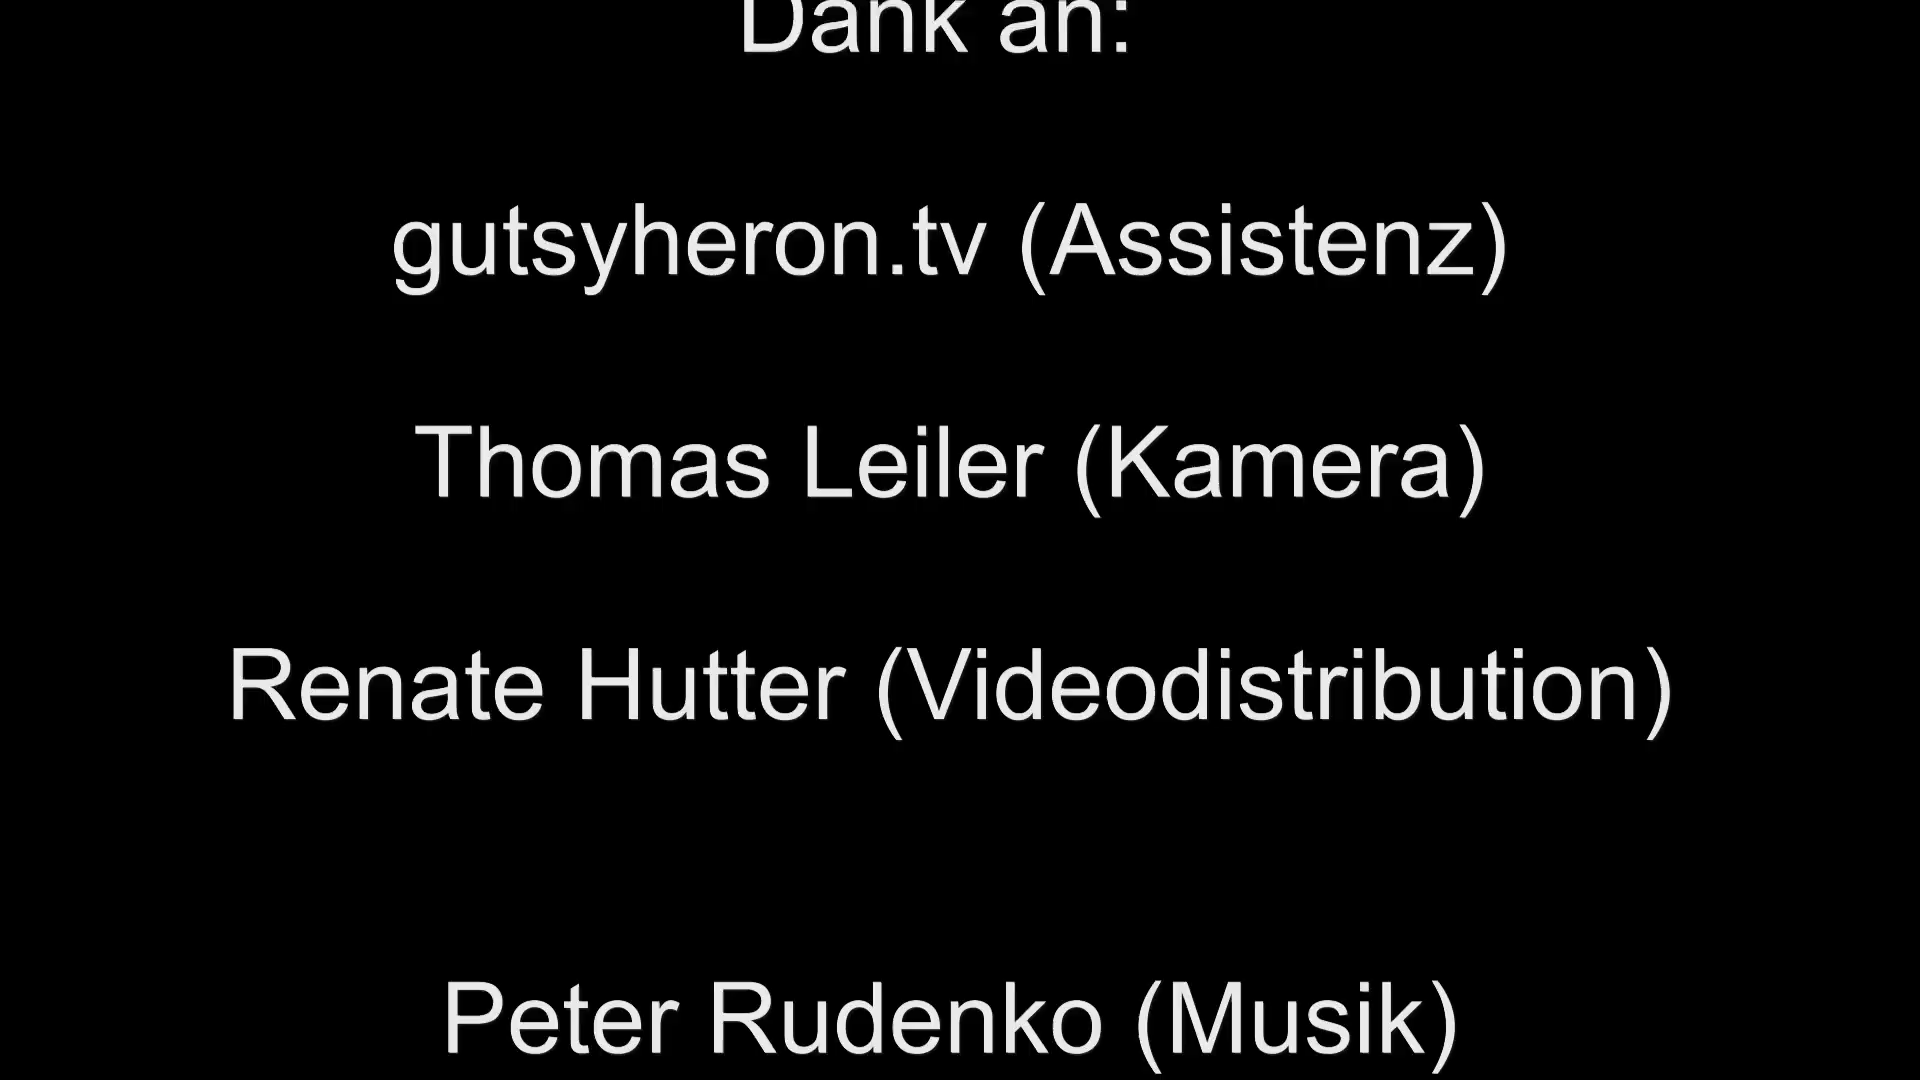 Dank an:
gutsyheron.tv (Assistenz)
Thomas Leiler (Kamera)
Renate Hutter (Videodistribution)
Peter Rudenko (Musik)